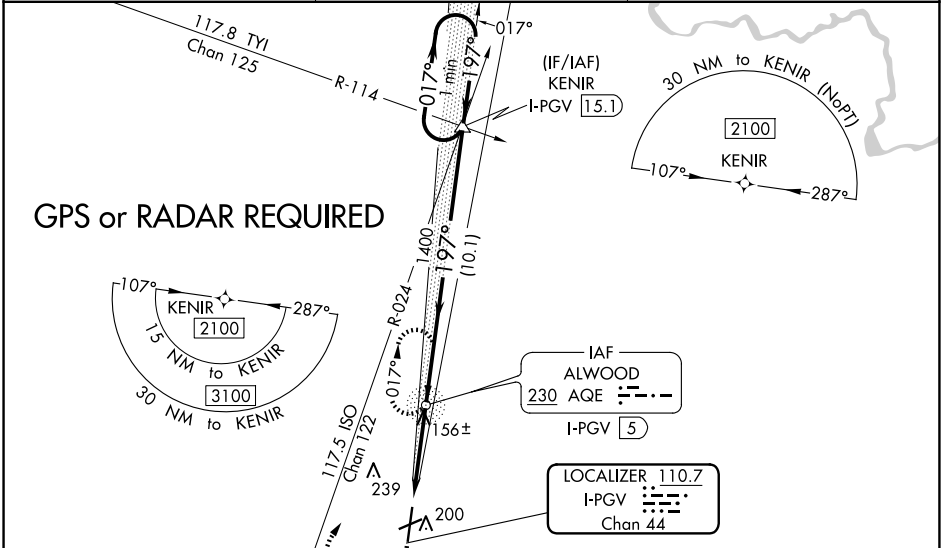 117.8 TYI
Chan 125
R-114
017°
1 min
197°
017°
(IF/IAF)
KENIR
I-PGV 15.1
30 NM to KENIR (NoPT)
2100
KENIR
107°
287°
GPS or RADAR REQUIRED
107°
KENIR
287°
2100
15 NM to KENIR
3100
30 NM to KENIR
1400
197°
(10.1)
R-024
017°
117.5 ISO
Chan 122
IAF
ALWOOD
230 AQE
I-PGV 5
156±
239
200
LOCALIZER 110.7
I-PGV
Chan 44